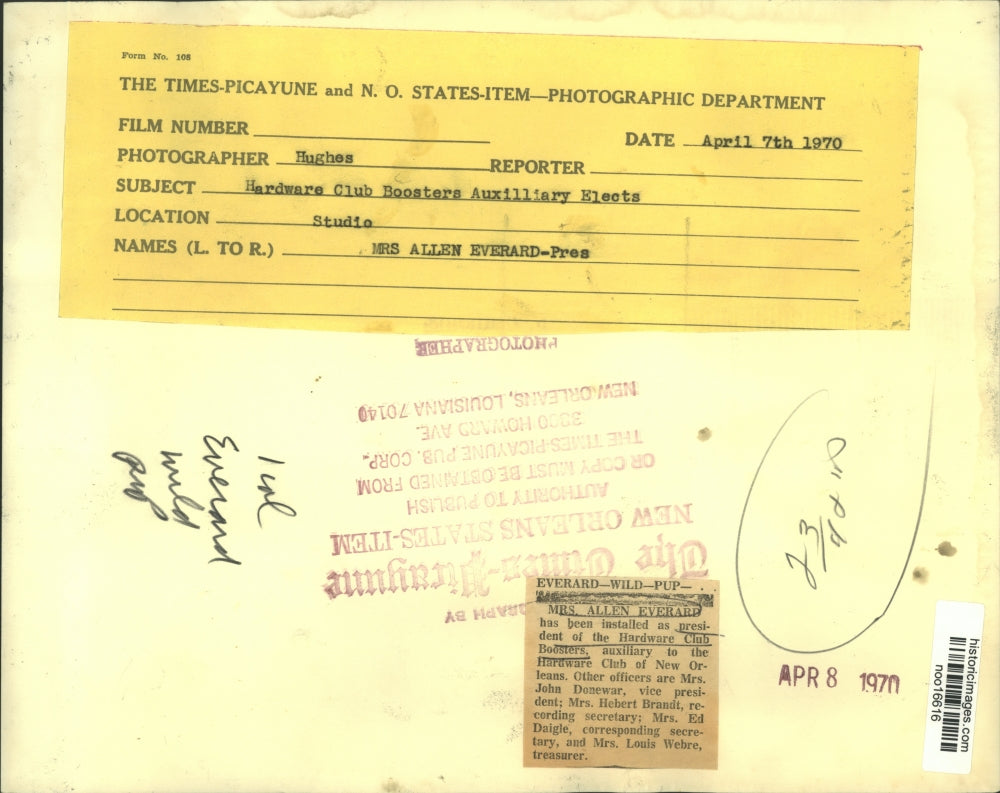 Form No. 108
THE TIMES-PICAYUNE and N. O. STATES-ITEM—PHOTOGRAPHIC DEPARTMENT
FILM NUMBER
DATE April 7th 1970
PHOTOGRAPHER Hughes REPORTER
SUBJECT Hardware Club Boosters Auxilliary Elects
LOCATION Studio
NAMES (L. TO R.) MRS ALLEN EVERARD-Pres
PHOTOGRAPHER
NEW ORLEANS, LOUISIANA 70140
3800 HOWARD AVE.
THE TIMES-PICAYUNE PUB. CORP.
OR COPY MUST BE OBTAINED FROM
AUTHORITY TO PUBLISH
NEW ORLEANS STATES-ITEM
The Times-Picayune
BY
1 col
Everard
wild
pup
EVERARD—WILD—PUP—
MRS. ALLEN EVERARD
has been installed as presi-
dent of the Hardware Club
Boosters, auxiliary to the
Hardware Club of New Or-
leans. Other officers are Mrs.
John Donewar, vice presi-
dent; Mrs. Hebert Brandt, re-
cording secretary; Mrs. Ed
Daigle, corresponding secre-
tary, and Mrs. Louis Webre,
treasurer.
2 3/4
APR 8 1970
historicimages.com
noo16616